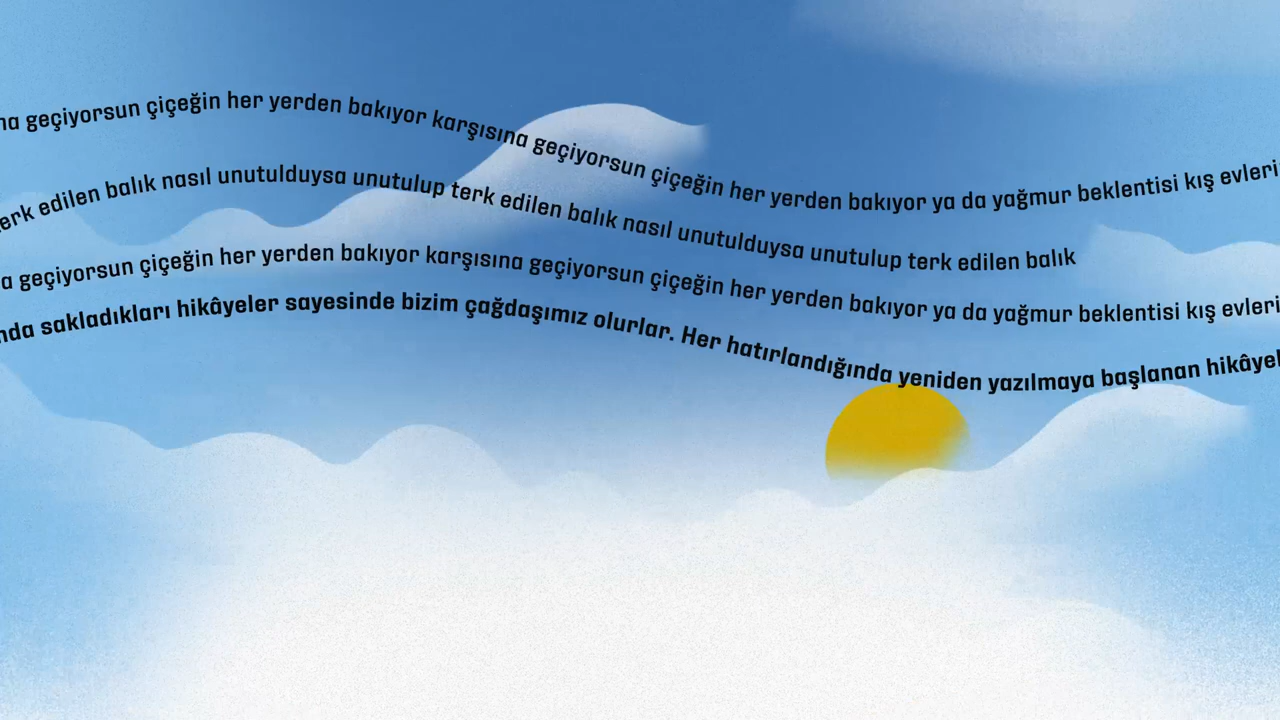 na geçiyorsun çiçeğin her yerden bakıyor karşısına geçiyorsun çiçeğin her yerden bakıyor ya da yağmur beklentisi kış evleri
erk edilen balık nasıl unutulduysa unutulup terk edilen balık nasıl unutulduysa unutulup terk edilen balık
a geçiyorsun çiçeğin her yerden bakıyor karşısına geçiyorsun çiçeğin her yerden bakıyor ya da yağmur beklentisi kış evleri
nda sakladıkları hikâyeler sayesinde bizim çağdaşımız olurlar. Her hatırlandığında yeniden yazılmaya başlanan hikâyel